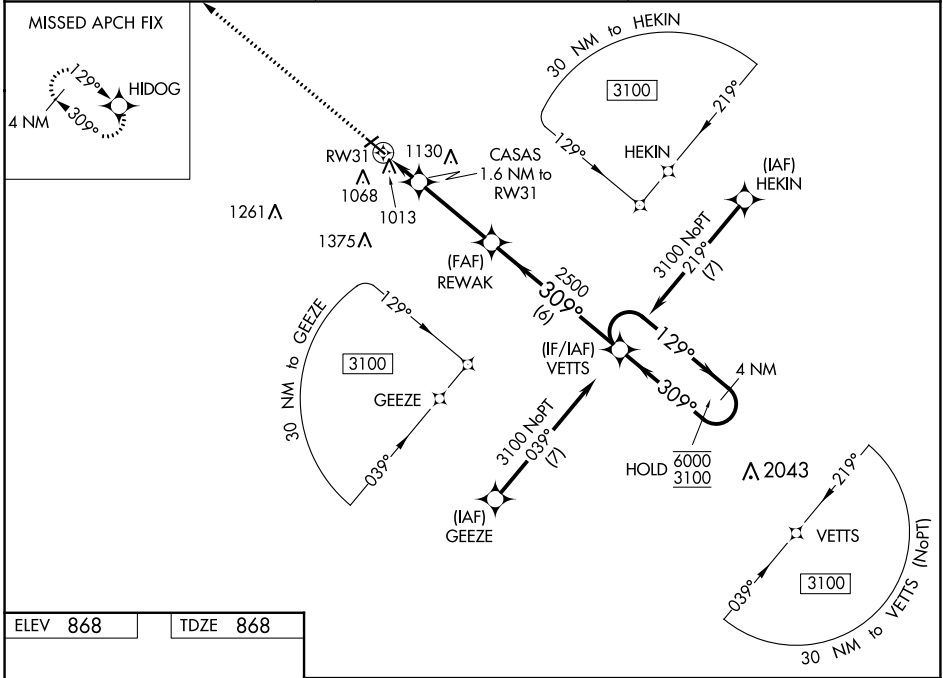 MISSED APCH FIX
129°
HIDOG
4 NM
309°
30 NM to HEKIN
3100
219°
129°
HEKIN
(IAF)
HEKIN
3100 NoPT
219°
(7)
RW31
1130
CASAS
1.6 NM to
RW31
1068
1013
1261
1375
(FAF)
REWAK
2500
309°
(6)
(IF/IAF)
VETTS
129°
4 NM
309°
HOLD
6000
3100
2043
30 NM to GEEZE
129°
3100
GEEZE
039°
3100 NoPT
039°
(7)
(IAF)
GEEZE
219°
VETTS
039°
3100
30 NM to VETTS (NoPT)
ELEV 868
TDZE 868